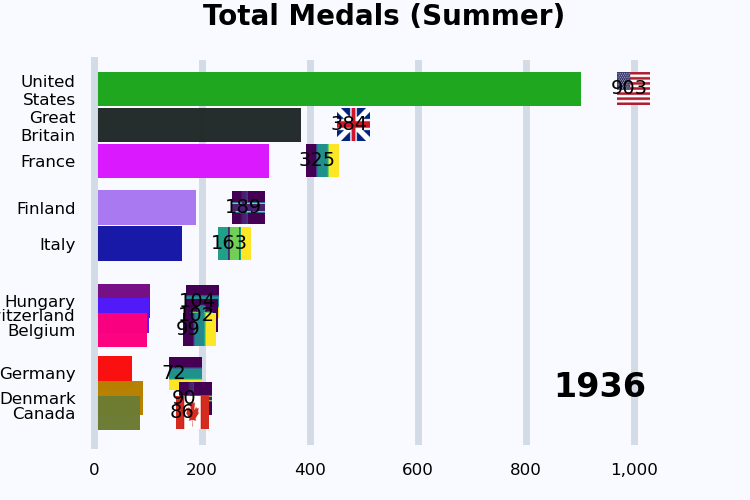 Total Medals (Summer)
United
States
903
Great
Britain
384
France
325
Finland
189
Italy
163
Hungary
104
itzerland
102
Belgium
99
Germany
72
Denmark
90
Canada
86
1936
0
200
400
600
800
1,000